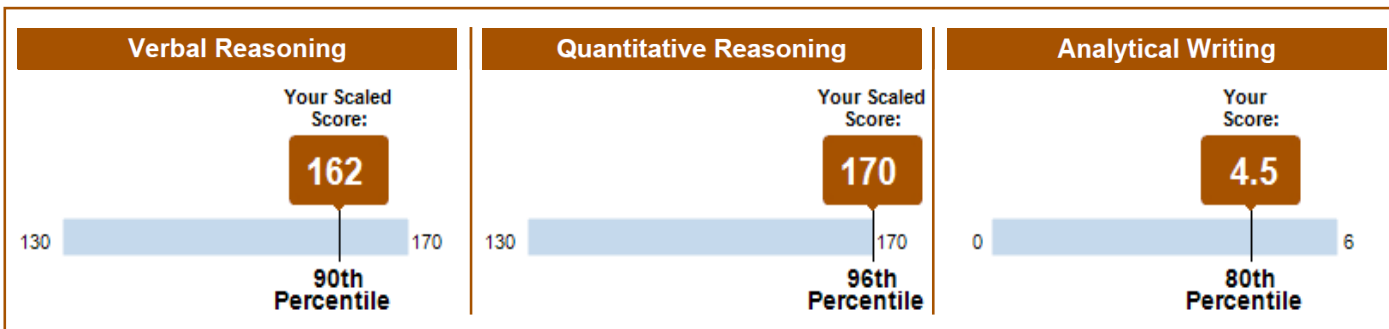 Verbal Reasoning
Your Scaled
Score:
162
130
170
90th
Percentile
Quantitative Reasoning
Your Scaled
Score:
170
130
170
96th
Percentile
Analytical Writing
Your
Score:
4.5
0
6
80th
Percentile